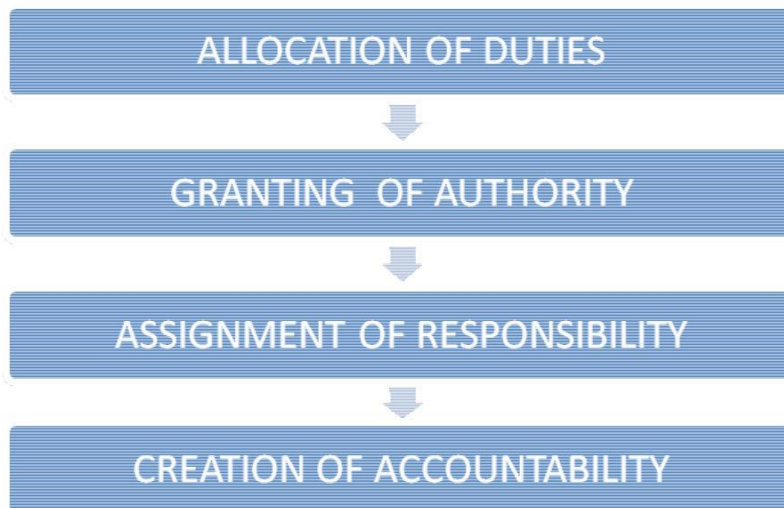 ALLOCATION OF DUTIES
GRANTING OF AUTHORITY
ASSIGNMENT OF RESPONSIBILITY
CREATION OF ACCOUNTABILITY